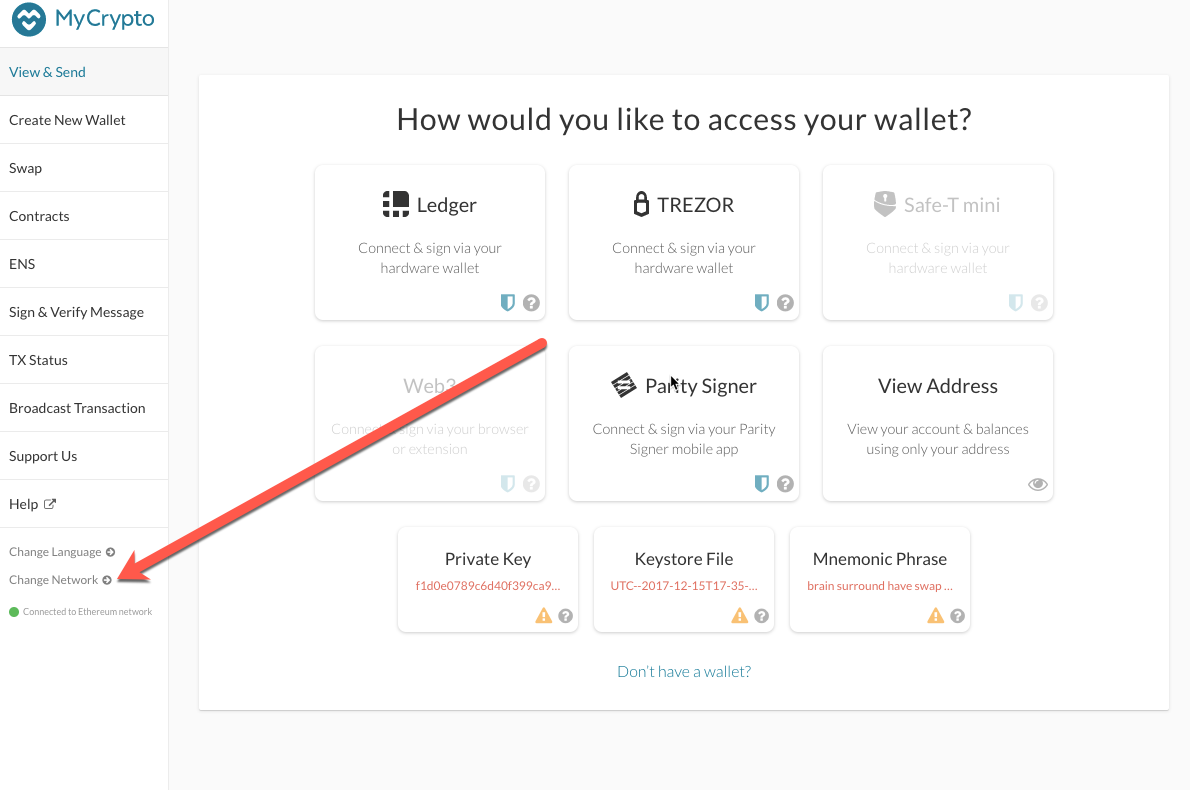 MyCrypto
View & Send
Create New Wallet
Swap
Contracts
ENS
Sign & Verify Message
TX Status
Broadcast Transaction
Support Us
Help
Change Language
Change Network
Connected to Ethereum network
How would you like to access your wallet?
Ledger
Connect & sign via your
hardware wallet
TREZOR
Connect & sign via your
hardware wallet
Safe-T mini
Connect & sign via your
hardware wallet
Web3
Connect & sign via your browser
or extension
Parity Signer
Connect & sign via your Parity
Signer mobile app
View Address
View your account & balances
using only your address
Private Key
f1d0e0789c6d40f399ca9...
Keystore File
UTC--2017-12-15T17-35-...
Mnemonic Phrase
brain surround have swap ...
Don't have a wallet?